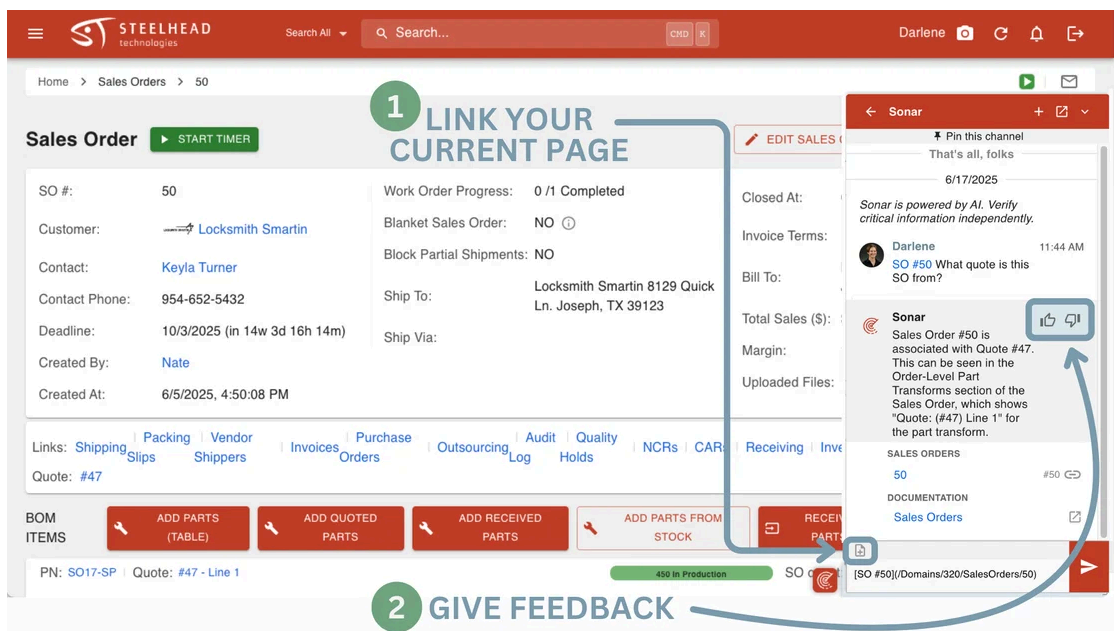 STEELHEAD
technologies
Search All
Search...
CMD K
Darlene
Home > Sales Orders > 50
1 LINK YOUR
CURRENT PAGE
Sales Order
START TIMER
EDIT SALES
SO #: 50
Customer: Locksmith Smartin
Contact: Keyla Turner
Contact Phone: 954-652-5432
Deadline: 10/3/2025 (in 14w 3d 16h 14m)
Created By: Nate
Created At: 6/5/2025, 4:50:08 PM
Work Order Progress: 0 /1 Completed
Blanket Sales Order: NO
Block Partial Shipments: NO
Ship To: Locksmith Smartin 8129 Quick
Ln. Joseph, TX 39123
Ship Via:
Closed At:
Invoice Terms:
Bill To:
Total Sales ($):
Margin:
Uploaded Files:
Links: Shipping | Packing Slips | Vendor Shippers | Invoices | Purchase Orders | Outsourcing | Audit Log | Quality Holds | NCRs | CARs | Receiving | Inve
Quote: #47
BOM
ITEMS
ADD PARTS
(TABLE)
ADD QUOTED
PARTS
ADD RECEIVED
PARTS
ADD PARTS FROM
STOCK
RECEIV
PARTS
PN: SO17-SP | Quote: #47 - Line 1
450 In Production
SO
Sonar
Pin this channel
That's all, folks
6/17/2025
Sonar is powered by AI. Verify
critical information independently.
Darlene 11:44 AM
SO #50 What quote is this
SO from?
Sonar
Sales Order #50 is
associated with Quote #47.
This can be seen in the
Order-Level Part
Transforms section of the
Sales Order, which shows
"Quote: (#47) Line 1" for
the part transform.
SALES ORDERS
50 #50
DOCUMENTATION
Sales Orders
[SO #50](/Domains/320/SalesOrders/50)
2 GIVE FEEDBACK